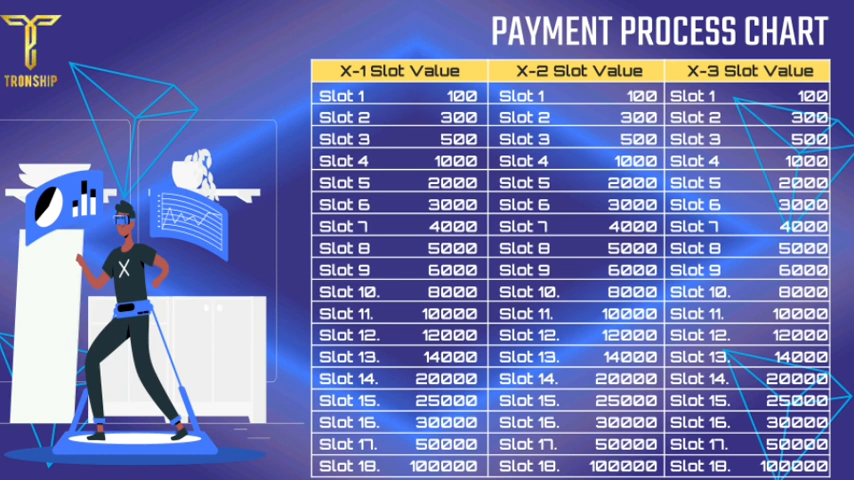 TRONSHIP
PAYMENT PROCESS CHART
X-1 Slot Value X-2 Slot Value X-3 Slot Value
Slot 1 100 Slot 1 100 Slot 1 100
Slot 2 300 Slot 2 300 Slot 2 300
Slot 3 500 Slot 3 500 Slot 3 500
Slot 4 1000 Slot 4 1000 Slot 4 1000
Slot 5 2000 Slot 5 2000 Slot 5 2000
Slot 6 3000 Slot 6 3000 Slot 6 3000
Slot 7 4000 Slot 7 4000 Slot 7 4000
Slot 8 5000 Slot 8 5000 Slot 8 5000
Slot 9 6000 Slot 9 6000 Slot 9 6000
Slot 10. 8000 Slot 10. 8000 Slot 10. 8000
Slot 11. 10000 Slot 11. 10000 Slot 11. 10000
Slot 12. 12000 Slot 12. 12000 Slot 12. 12000
Slot 13. 14000 Slot 13. 14000 Slot 13. 14000
Slot 14. 20000 Slot 14. 20000 Slot 14. 20000
Slot 15. 25000 Slot 15. 25000 Slot 15. 25000
Slot 16. 30000 Slot 16. 30000 Slot 16. 30000
Slot 17. 50000 Slot 17. 50000 Slot 17. 50000
Slot 18. 100000 Slot 18. 100000 Slot 18. 100000
X